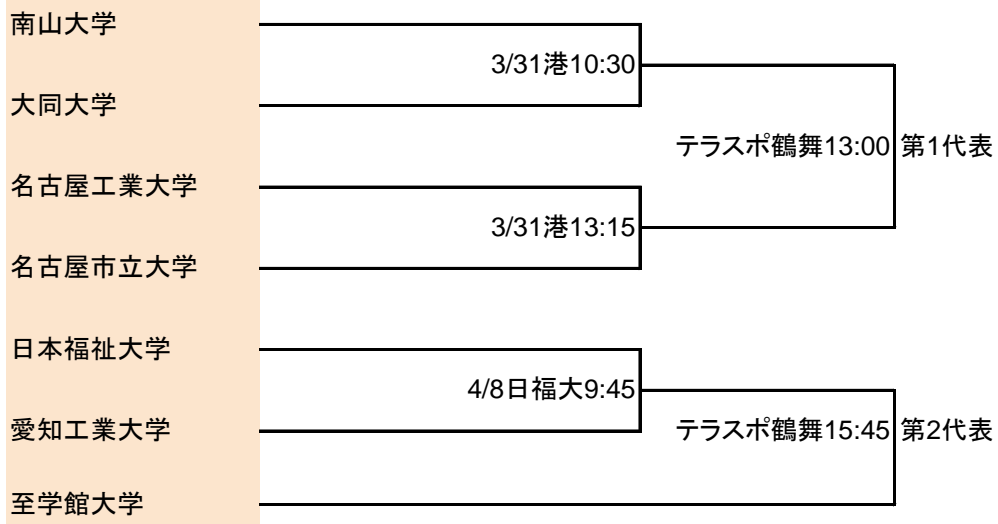 南山大学
3/31港10:30
大同大学
テラスポ鶴舞13:00 第1代表
名古屋工業大学
3/31港13:15
名古屋市立大学
日本福祉大学
4/8日福大9:45
愛知工業大学
テラスポ鶴舞15:45 第2代表
至学館大学